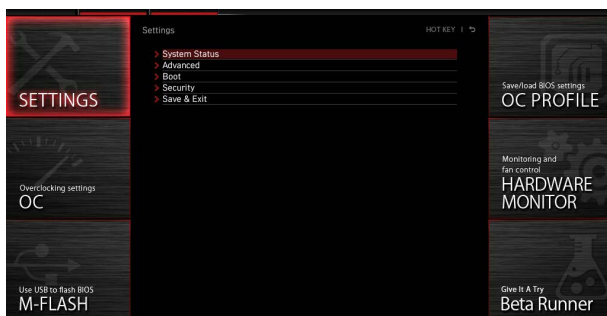 SETTINGS
Overclocking settings
OC
Use USB to flash BIOS
M-FLASH
Settings
HOT KEY |
System Status
Advanced
Boot
Security
Save & Exit
Save/load BIOS settings
OC PROFILE
Monitoring and
fan control
HARDWARE
MONITOR
Give It A Try
Beta Runner